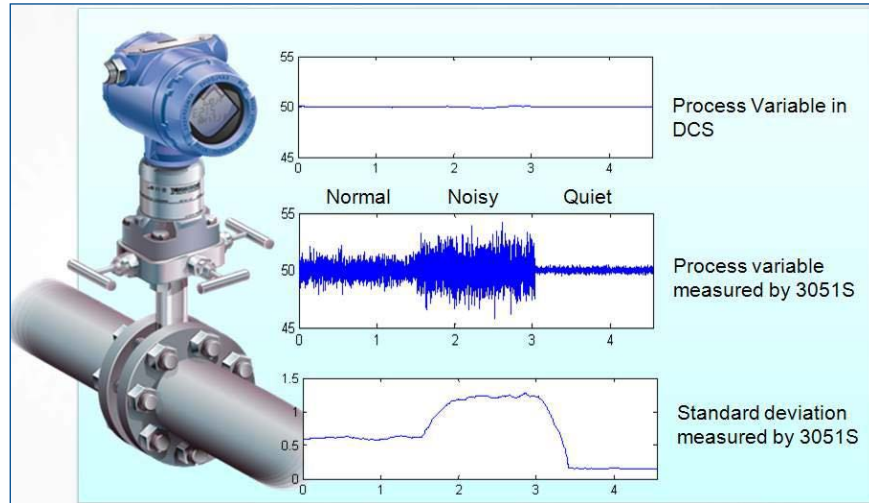 55
50
45
0 1 2 3 4
Process Variable in
DCS
Normal Noisy Quiet
55
50
45
0 1 2 3 4
Process variable
measured by 3051S
1.5
1
0.5
0
0 1 2 3 4
Standard deviation
measured by 3051S